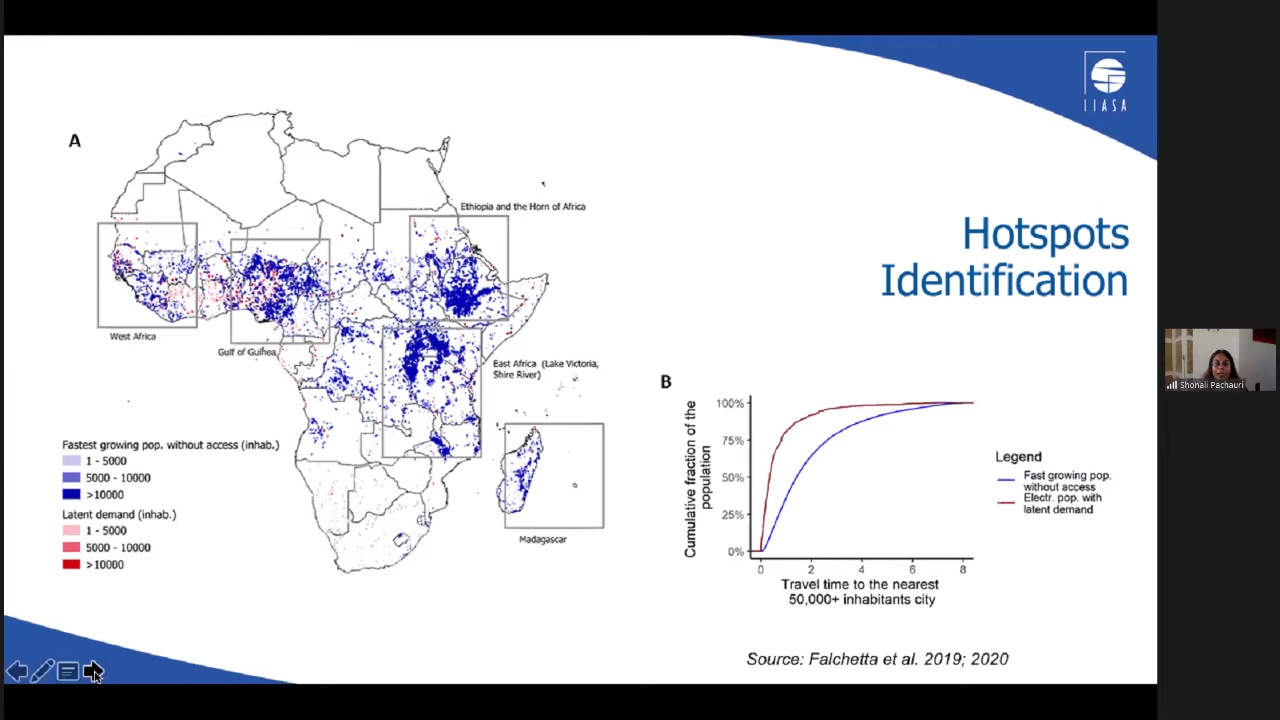 IIASA
Hotspots
Identification
A
Ethiopia and the Horn of Africa
West Africa
Gulf of Guinea
East Africa (Lake Victoria,
Shire River)
Madagascar
Fastest growing pop. without access (inhab.)
1 - 5000
5000 - 10000
>10000
Latent demand (inhab.)
1 - 5000
5000 - 10000
>10000
B
Cumulative fraction of the
population
100%
75%
50%
25%
0%
0 2 4 6 8
Travel time to the nearest
50,000+ inhabitants city
Legend
Fast growing pop.
without access
Electr. pop. with
latent demand
Source: Falchetta et al. 2019; 2020
Shonali Pachauri